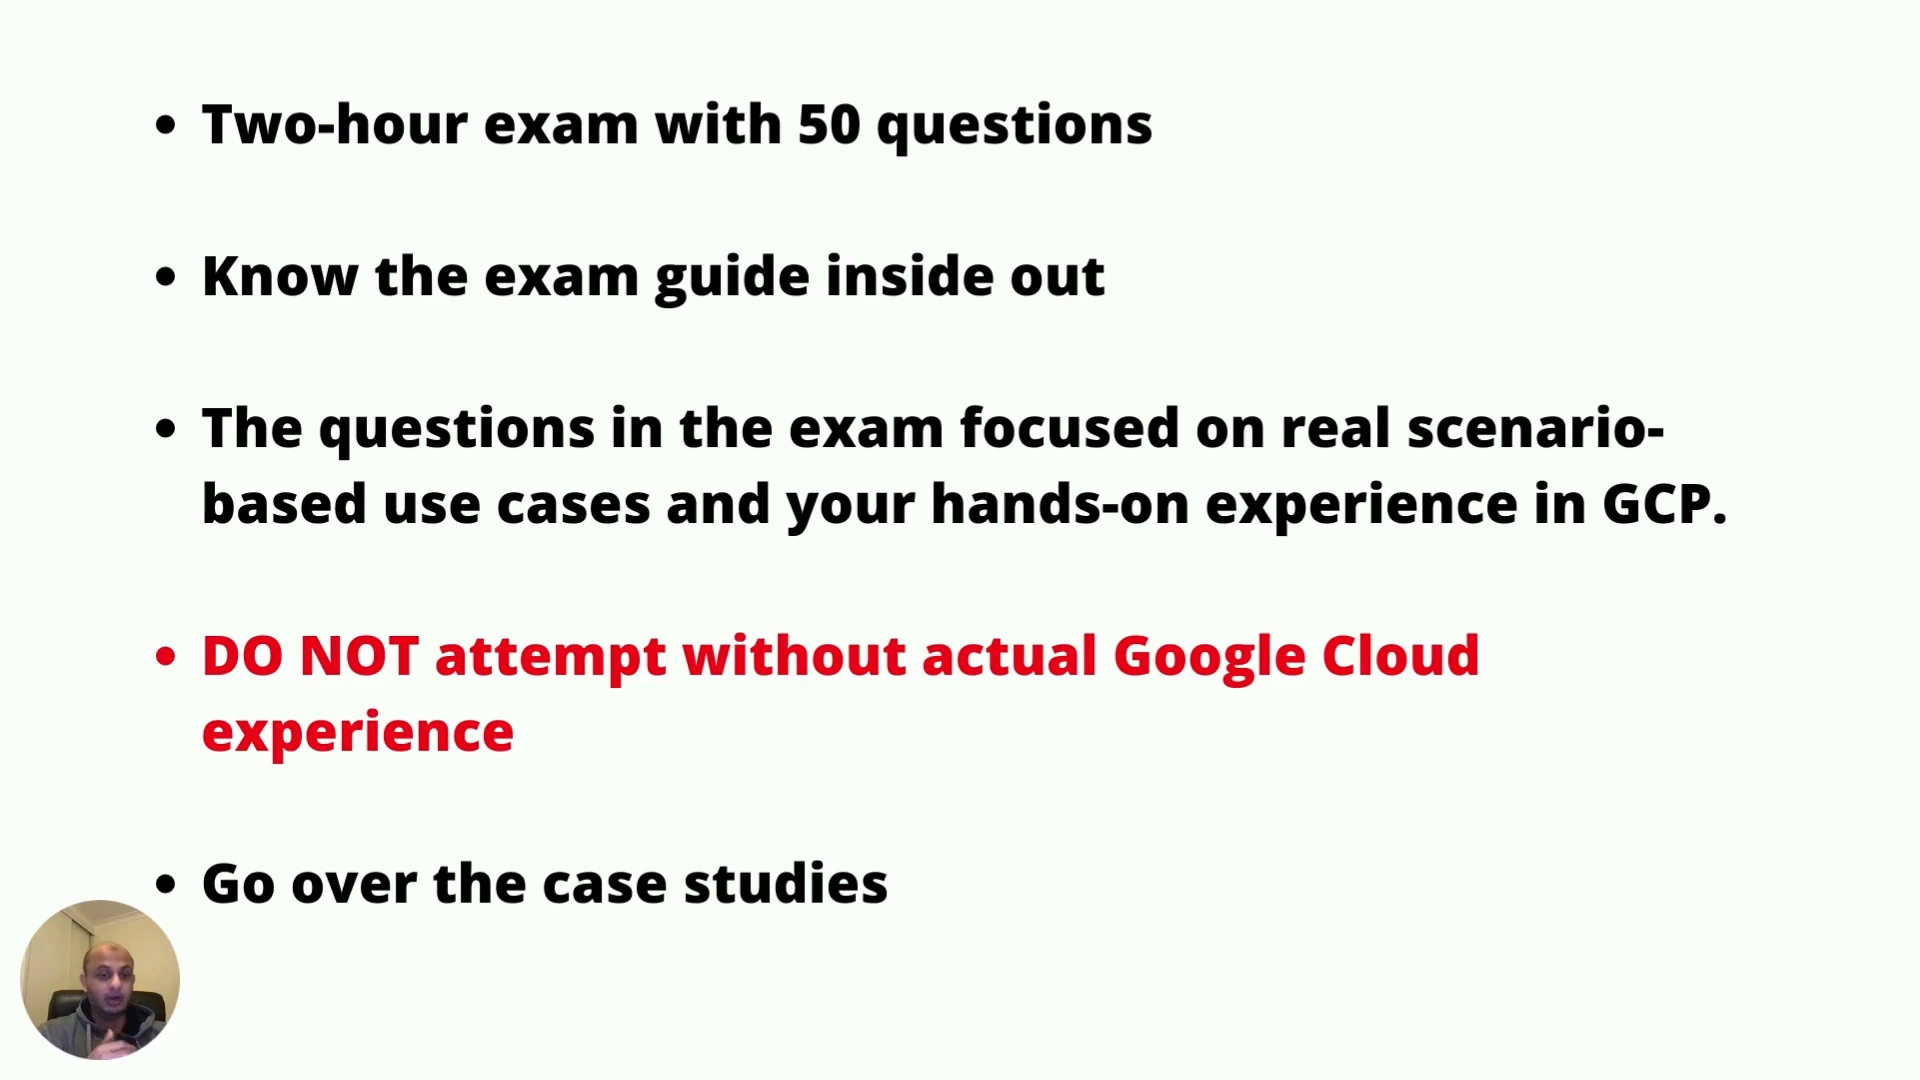 • Two-hour exam with 50 questions
• Know the exam guide inside out
• The questions in the exam focused on real scenario-
based use cases and your hands-on experience in GCP.
• DO NOT attempt without actual Google Cloud
experience
• Go over the case studies